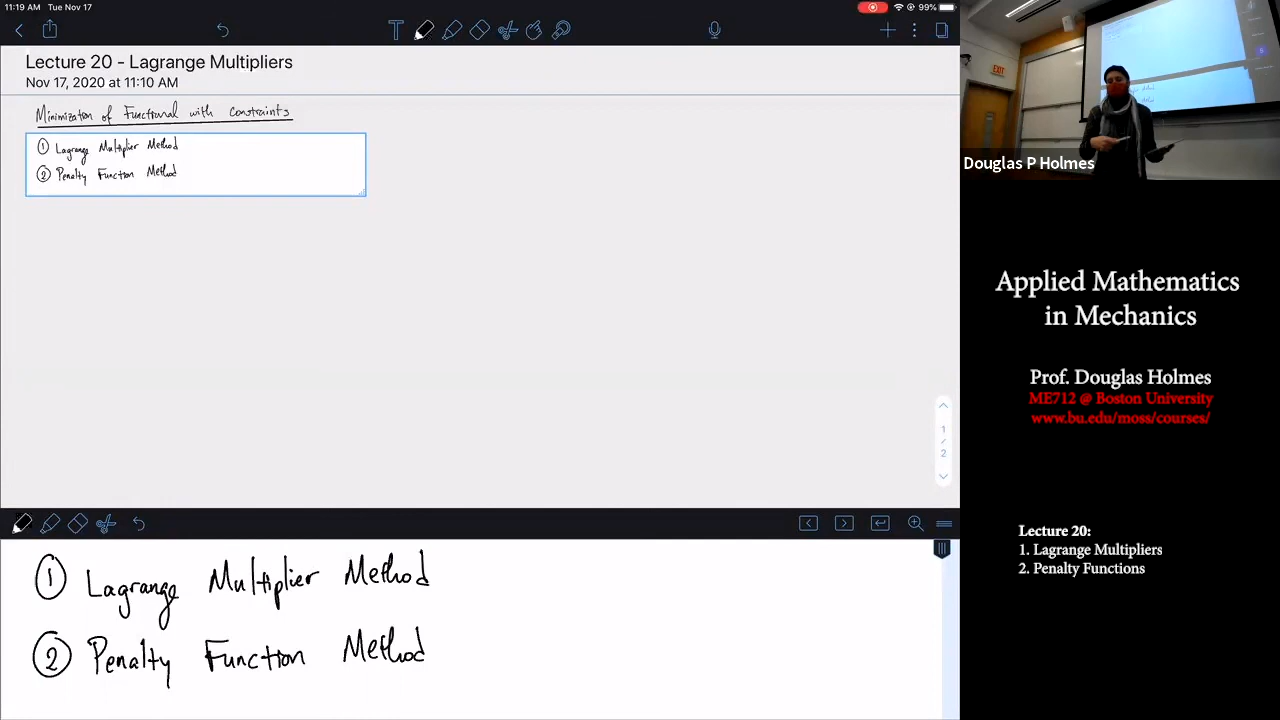 11:19 AM Tue Nov 17
99%
Lecture 20 - Lagrange Multipliers
Nov 17, 2020 at 11:10 AM
Minimization of Functional with constraints
① Lagrange Multiplier Method
② Penalty Function Method
1
/
2
① Lagrange Multiplier Method
② Penalty Function Method
EXIT
Douglas P Holmes
Applied Mathematics
in Mechanics
Prof. Douglas Holmes
ME712 @ Boston University
www.bu.edu/moss/courses/
Lecture 20:
1. Lagrange Multipliers
2. Penalty Functions